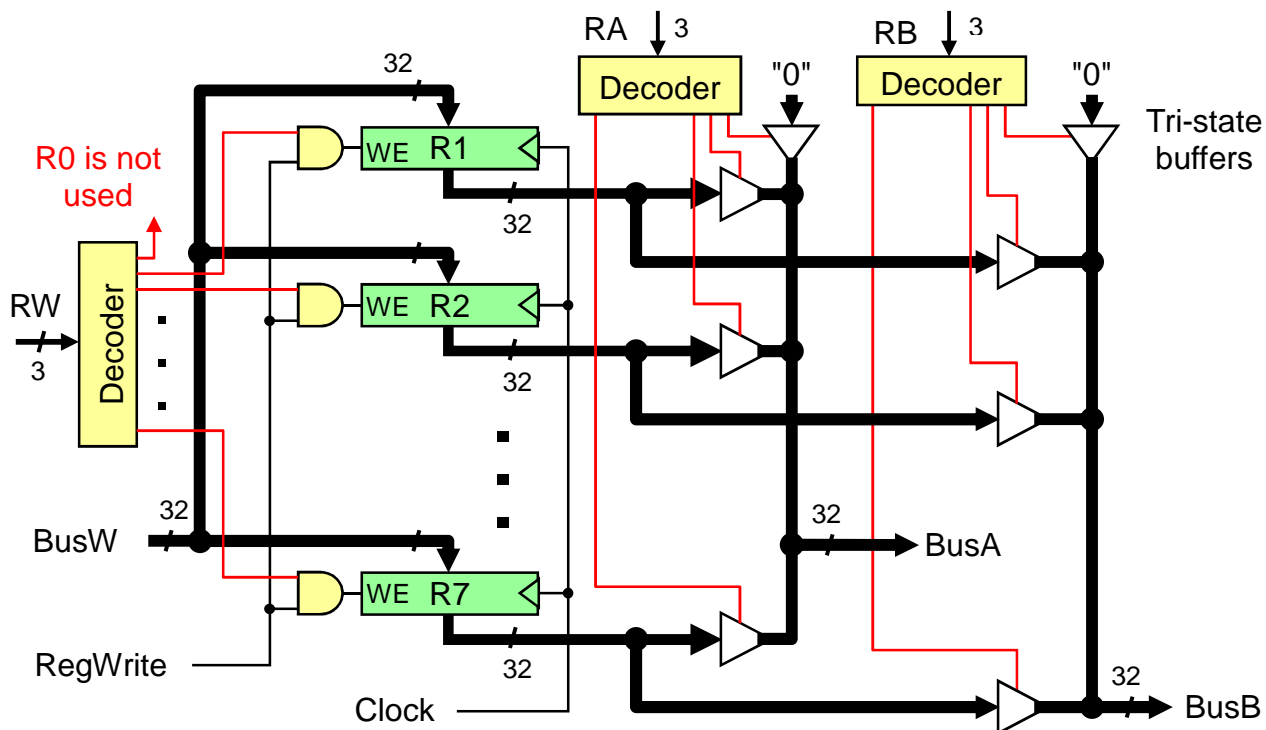 RA
3
RB
3
32
Decoder
"0"
Decoder
"0"
Tri-state
buffers
R0 is not
used
WE
R1
32
RW
3
Decoder
WE
R2
32
BusW
32
32
BusA
WE
R7
32
RegWrite
Clock
32
BusB